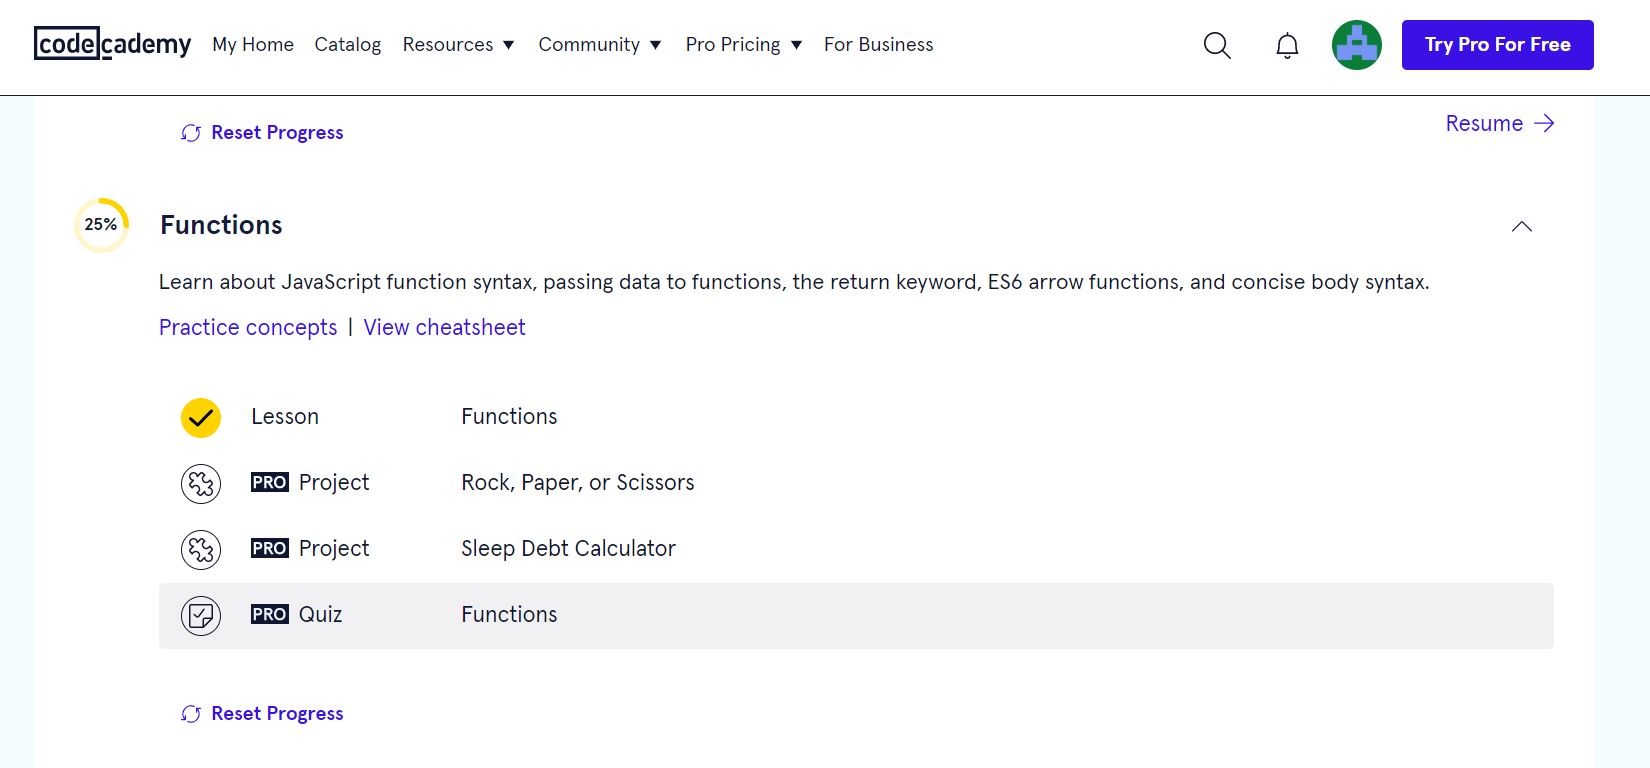 codecademy My Home Catalog Resources Community Pro Pricing For Business Try Pro For Free
Reset Progress Resume
25% Functions
Learn about JavaScript function syntax, passing data to functions, the return keyword, ES6 arrow functions, and concise body syntax.
Practice concepts | View cheatsheet
Lesson Functions
PRO Project Rock, Paper, or Scissors
PRO Project Sleep Debt Calculator
PRO Quiz Functions
Reset Progress